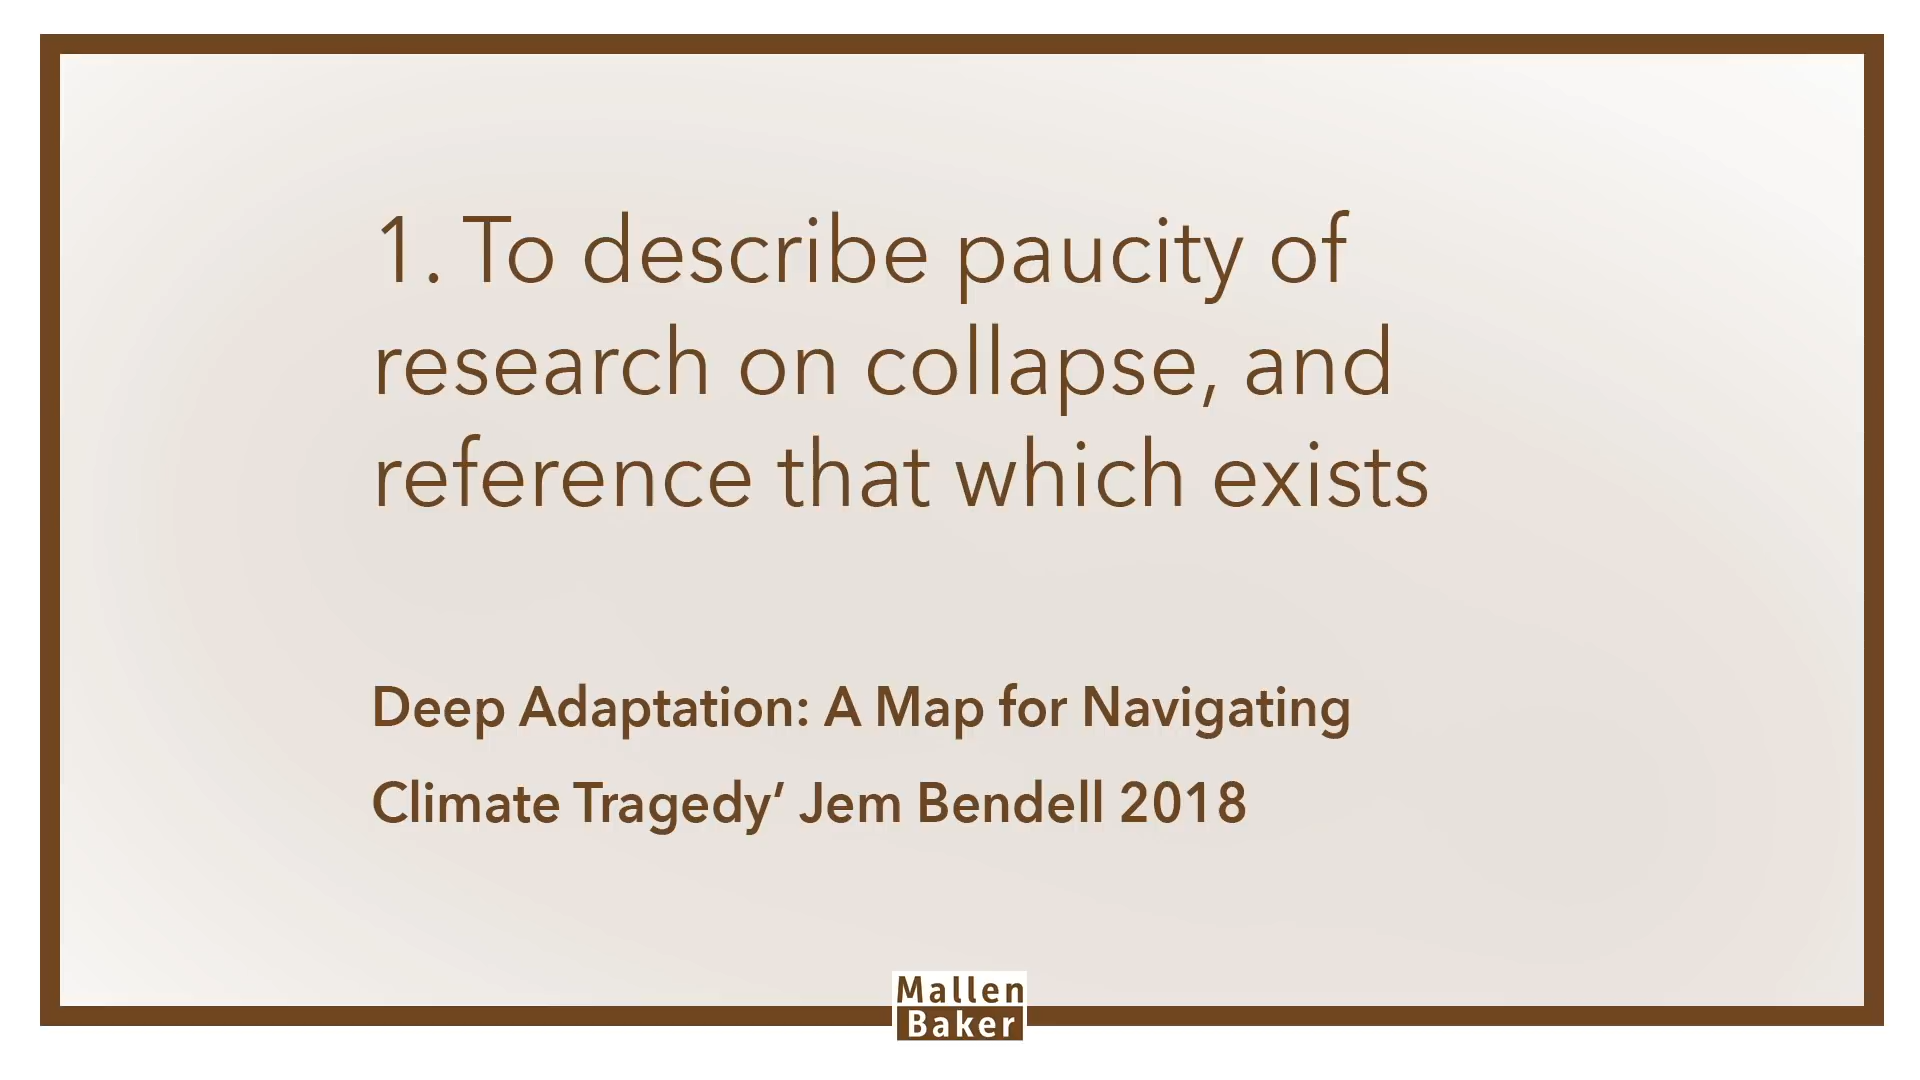 1. To describe paucity of
research on collapse, and
reference that which exists
Deep Adaptation: A Map for Navigating
Climate Tragedy’ Jem Bendell 2018
Mallen
Baker